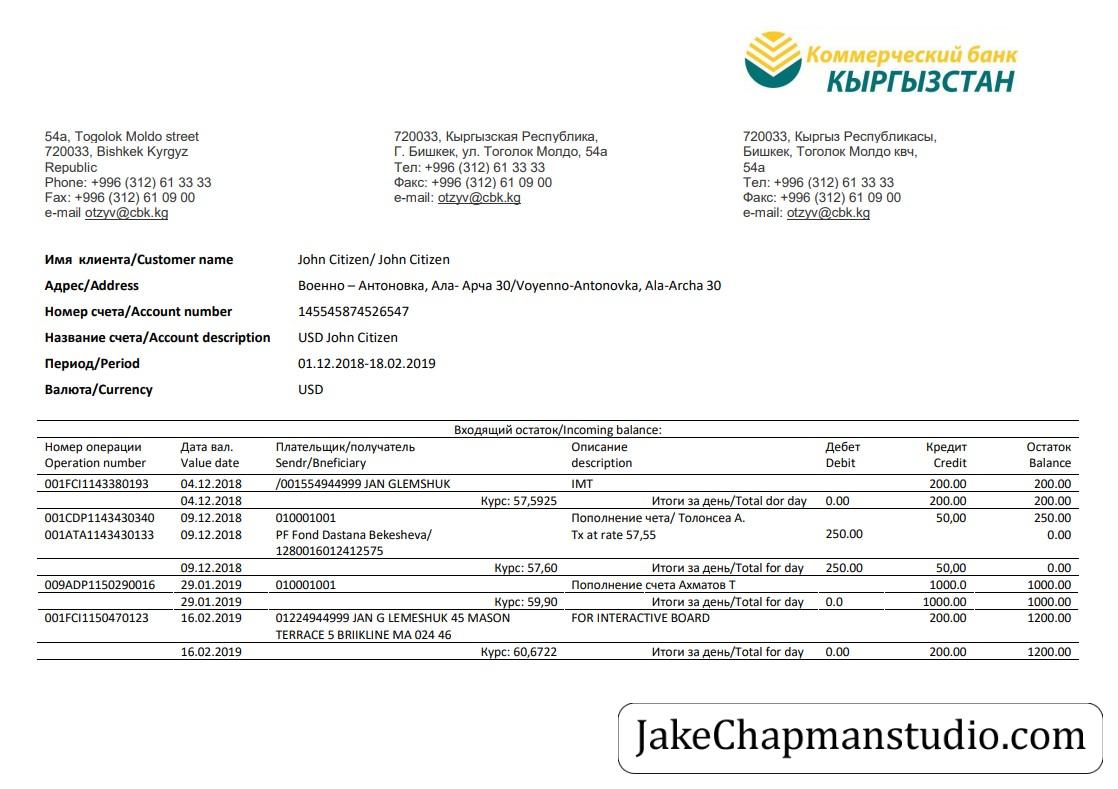 Коммерческий банк
КЫРГЫЗСТАН
54a, Togolok Moldo street
720033, Bishkek Kyrgyz
Republic
Phone: +996 (312) 61 33 33
Fax: +996 (312) 61 09 00
e-mail otzyv@cbk.kg
720033, Кыргызская Республика,
Г. Бишкек, ул. Тоголок Молдо, 54а
Тел: +996 (312) 61 33 33
Факс: +996 (312) 61 09 00
e-mail: otzyv@cbk.kg
720033, Кыргыз Республикасы,
Бишкек, Тоголок Молдо квч,
54а
Тел: +996 (312) 61 33 33
Факс: +996 (312) 61 09 00
e-mail: otzyv@cbk.kg
Имя клиента/Customer name John Citizen/ John Citizen
Адрес/Address Военно – Антоновка, Ала- Арча 30/Voyenno-Antonovka, Ala-Archa 30
Номер счета/Account number 145545874526547
Название счета/Account description USD John Citizen
Период/Period 01.12.2018-18.02.2019
Валюта/Currency USD
Входящий остаток/Incoming balance:
Номер операции Дата вал. Плательщик/получатель Описание Дебет Кредит Остаток
Operation number Value date Sendr/Bneficiary description Debit Credit Balance
001FCI1143380193 04.12.2018 /001554944999 JAN GLEMSHUK IMT 200.00 200.00
04.12.2018 Курс: 57,5925 Итоги за день/Total dor day 0.00 200.00 200.00
001CDP1143430340 09.12.2018 010001001 Пополнение чета/ Толонсеа А. 50,00 250.00
001ATA1143430133 09.12.2018 PF Fond Dastana Bekesheva/ Tx at rate 57,55 250.00 0.00
1280016012412575
09.12.2018 Курс: 57,60 Итоги за день/Total for day 250.00 50,00 0.00
009ADP1150290016 29.01.2019 010001001 Пополнение счета Ахматов Т 1000.0 1000.00
29.01.2019 Курс: 59,90 Итоги за день/Total for day 0.0 1000.00 1000.00
001FCI1150470123 16.02.2019 01224944999 JAN G LEMESHUK 45 MASON FOR INTERACTIVE BOARD 200.00 1200.00
TERRACE 5 BRIIKLINE MA 024 46
16.02.2019 Курс: 60,6722 Итоги за день/Total for day 0.00 200.00 1200.00
JakeChapmanstudio.com